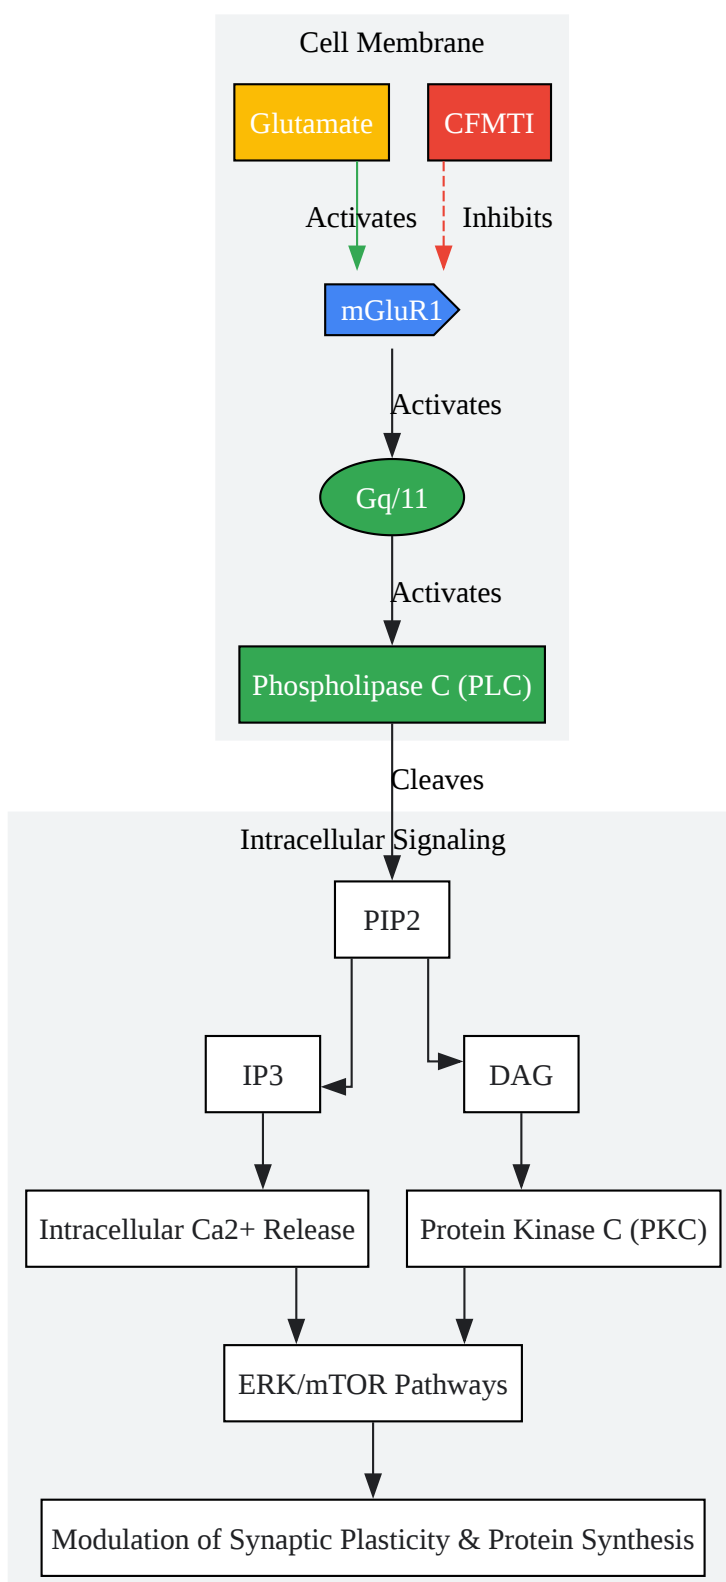 Cell Membrane
Glutamate
CFMTI
Activates
Inhibits
mGluR1
Activates
Gq/11
Activates
Phospholipase C (PLC)
Cleaves
Intracellular Signaling
PIP2
IP3
DAG
Intracellular Ca2+ Release
Protein Kinase C (PKC)
ERK/mTOR Pathways
Modulation of Synaptic Plasticity & Protein Synthesis